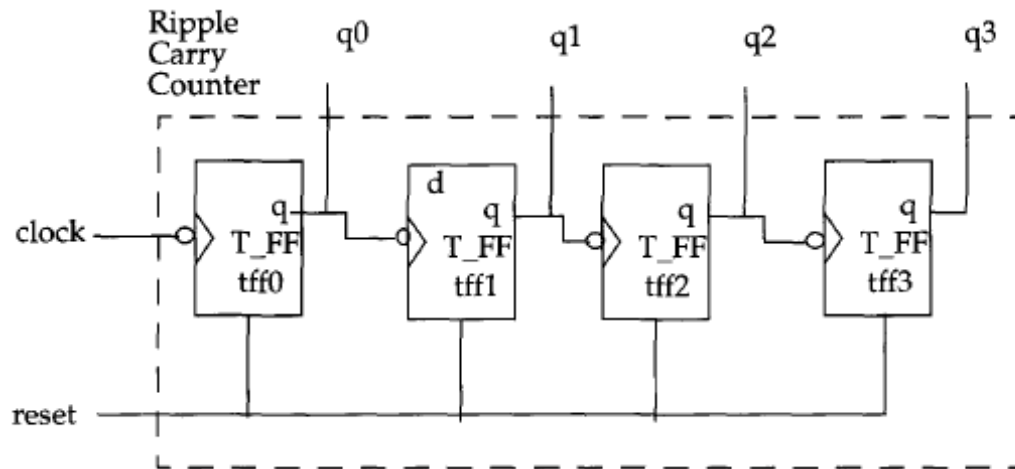 Ripple
Carry
Counter
q0
q1
q2
q3
clock
q
T_FF
tff0
d
q
T_FF
tff1
q
T_FF
tff2
q
T_FF
tff3
reset